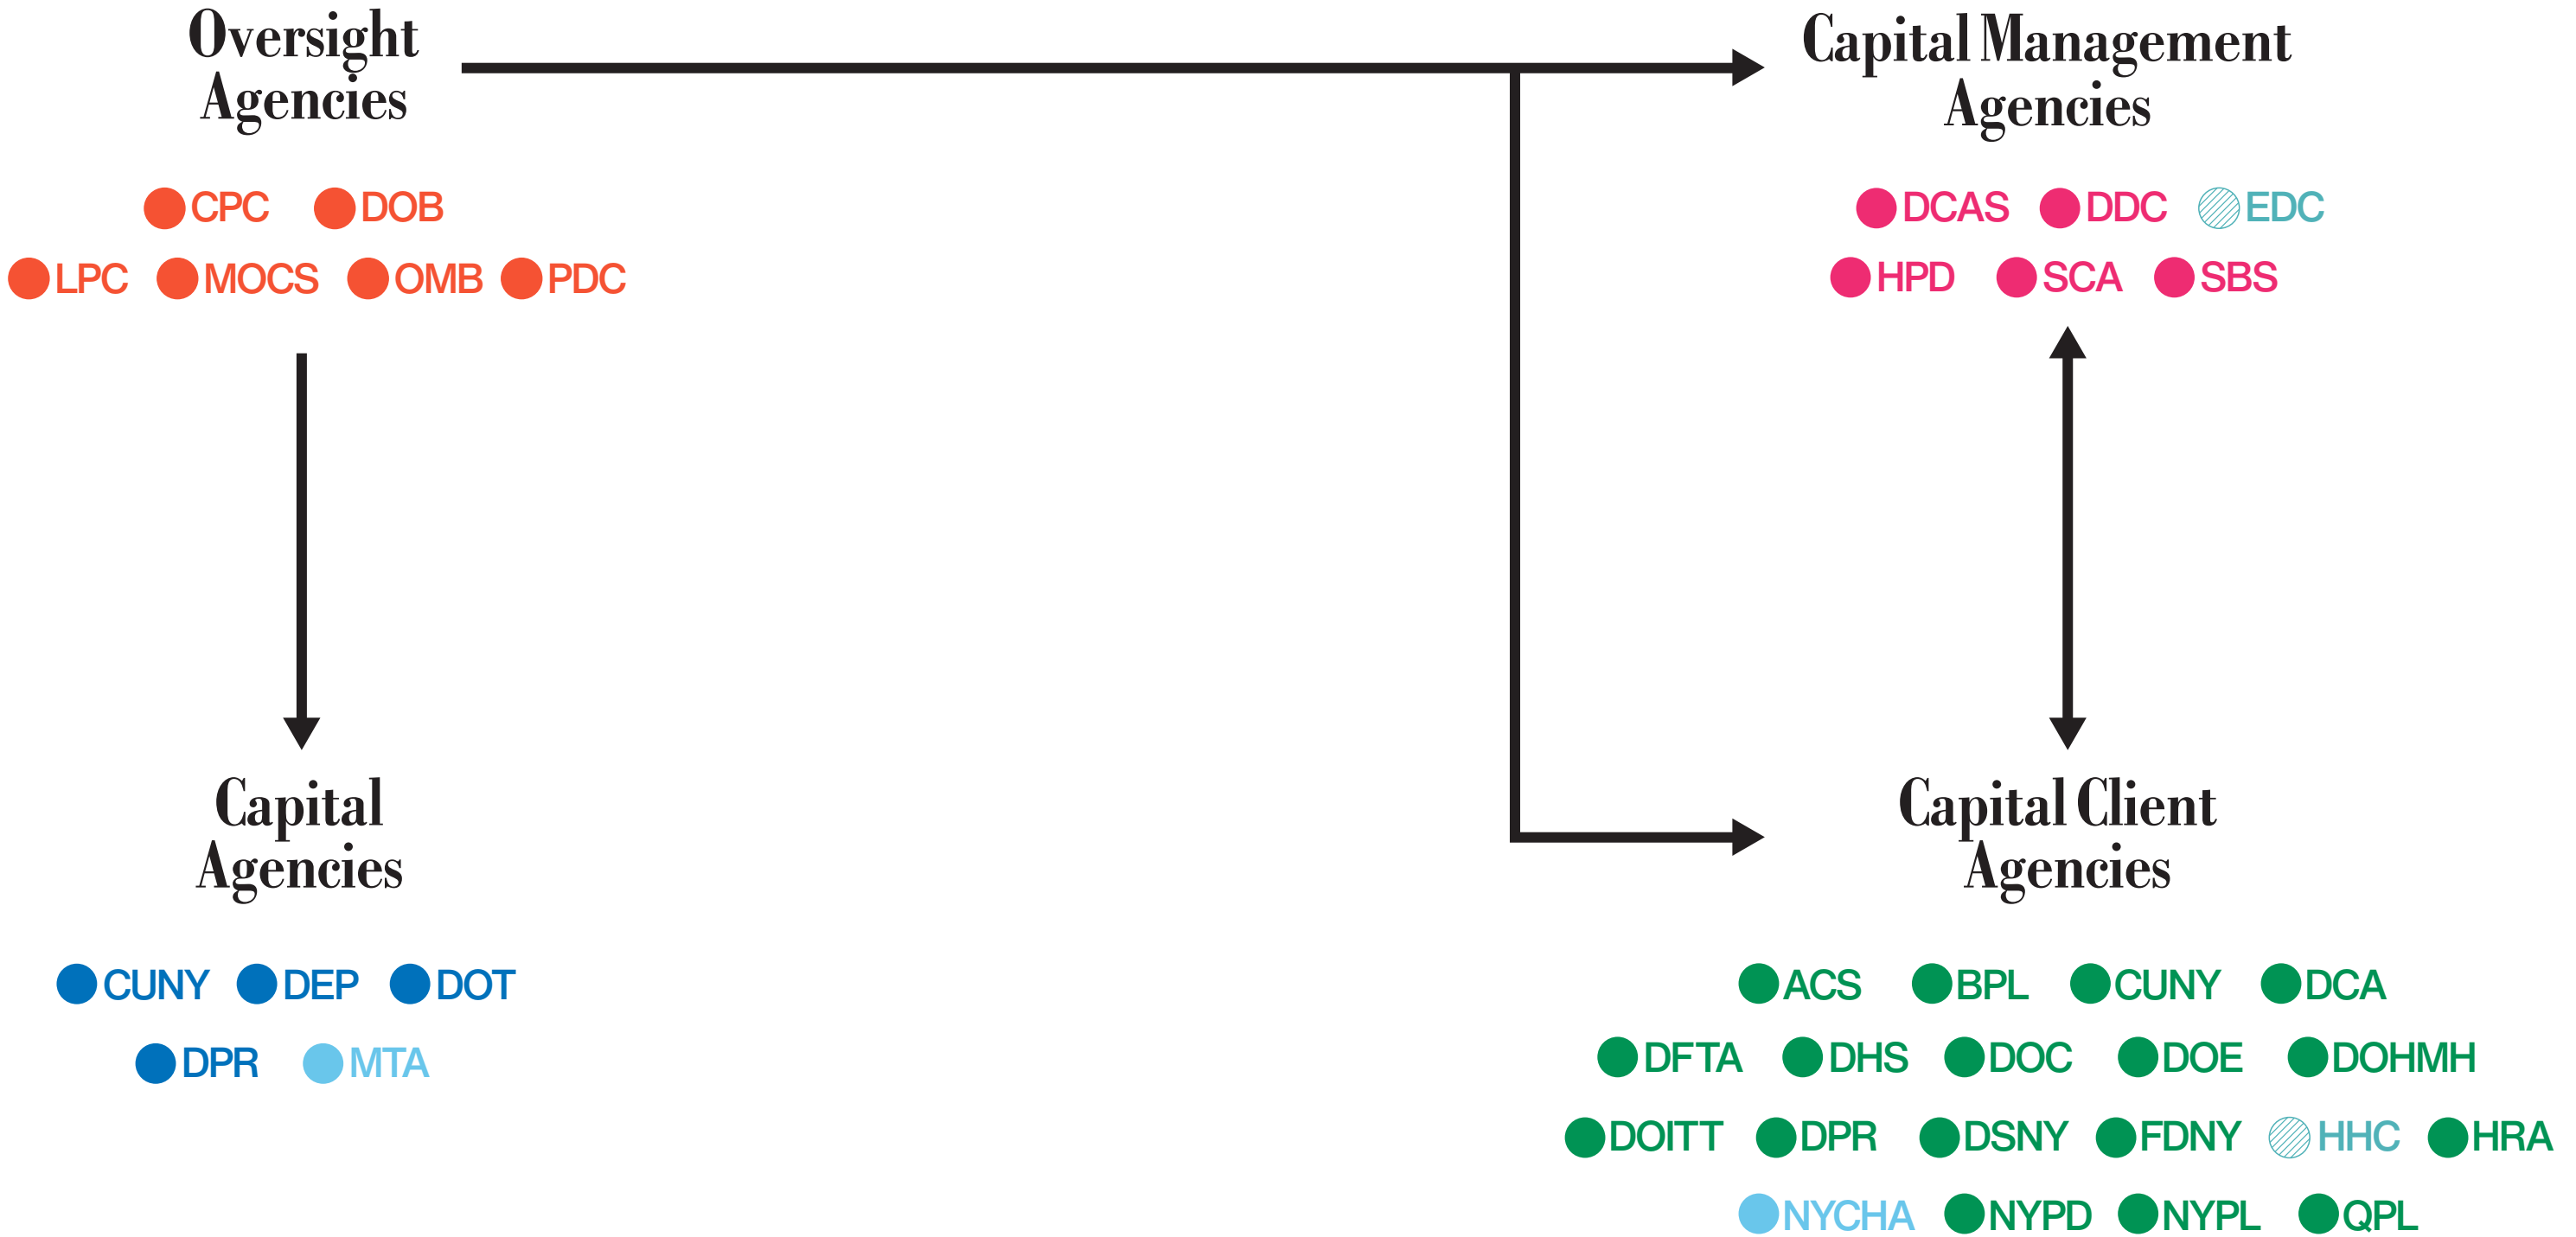 Oversight
Agencies
CPC DOB
LPC MOCS OMB PDC
Capital Management
Agencies
DCAS DDC EDC
HPD SCA SBS
Capital
Agencies
CUNY DEP DOT
DPR MTA
Capital Client
Agencies
ACS BPL CUNY DCA
DFTA DHS DOC DOE DOHMH
DOITT DPR DSNY FDNY HHC HRA
NYCHA NYPD NYPL QPL